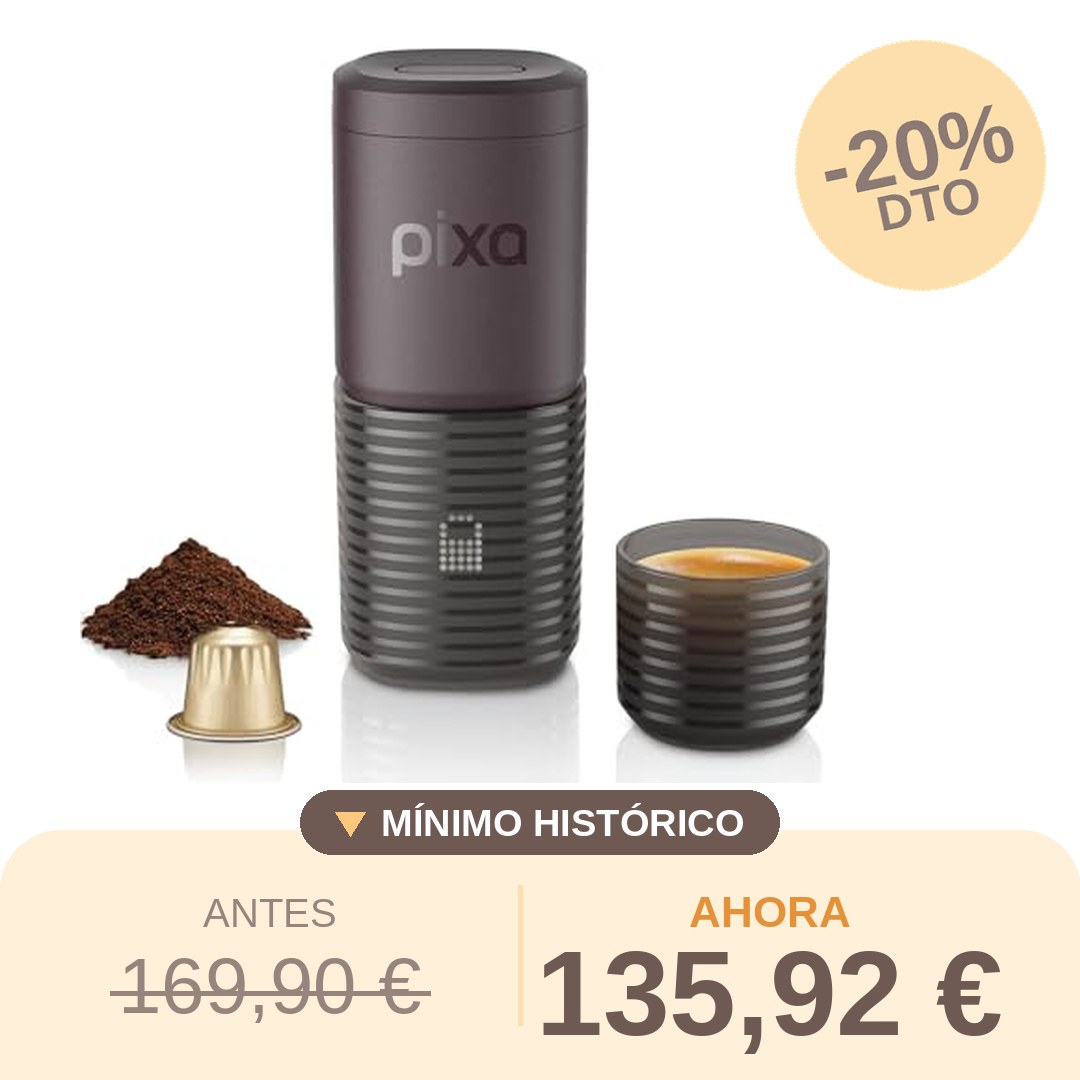 -20%
DTO
pixa
MÍNIMO HISTÓRICO
ANTES
169,90 €
AHORA
135,92 €